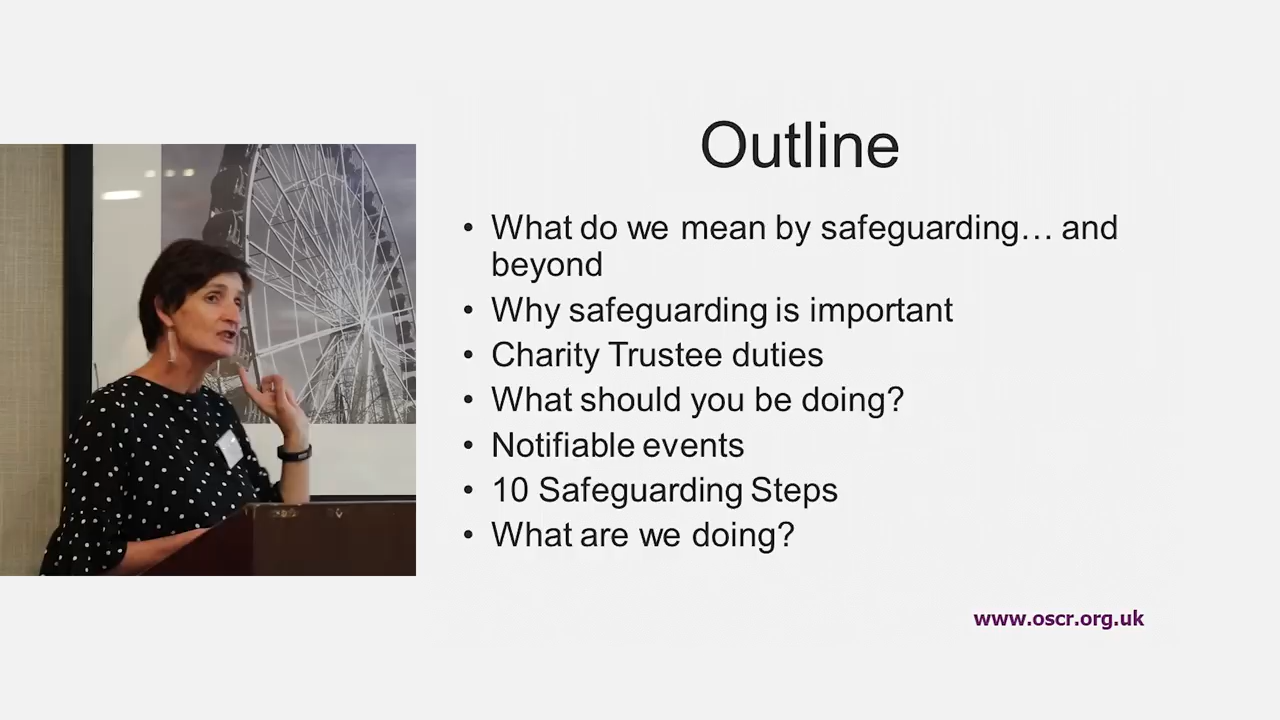 Outline
• What do we mean by safeguarding… and
beyond
• Why safeguarding is important
• Charity Trustee duties
• What should you be doing?
• Notifiable events
• 10 Safeguarding Steps
• What are we doing?
www.oscr.org.uk